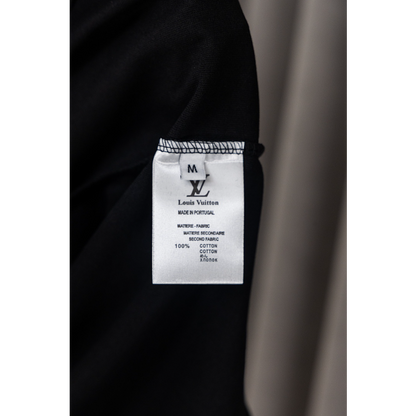 M
LV
Louis Vuitton
MADE IN PORTUGAL
MATIERE - FABRIC
MATIERE SECONDAIRE
SECOND FABRIC
100% COTTON
COTTON